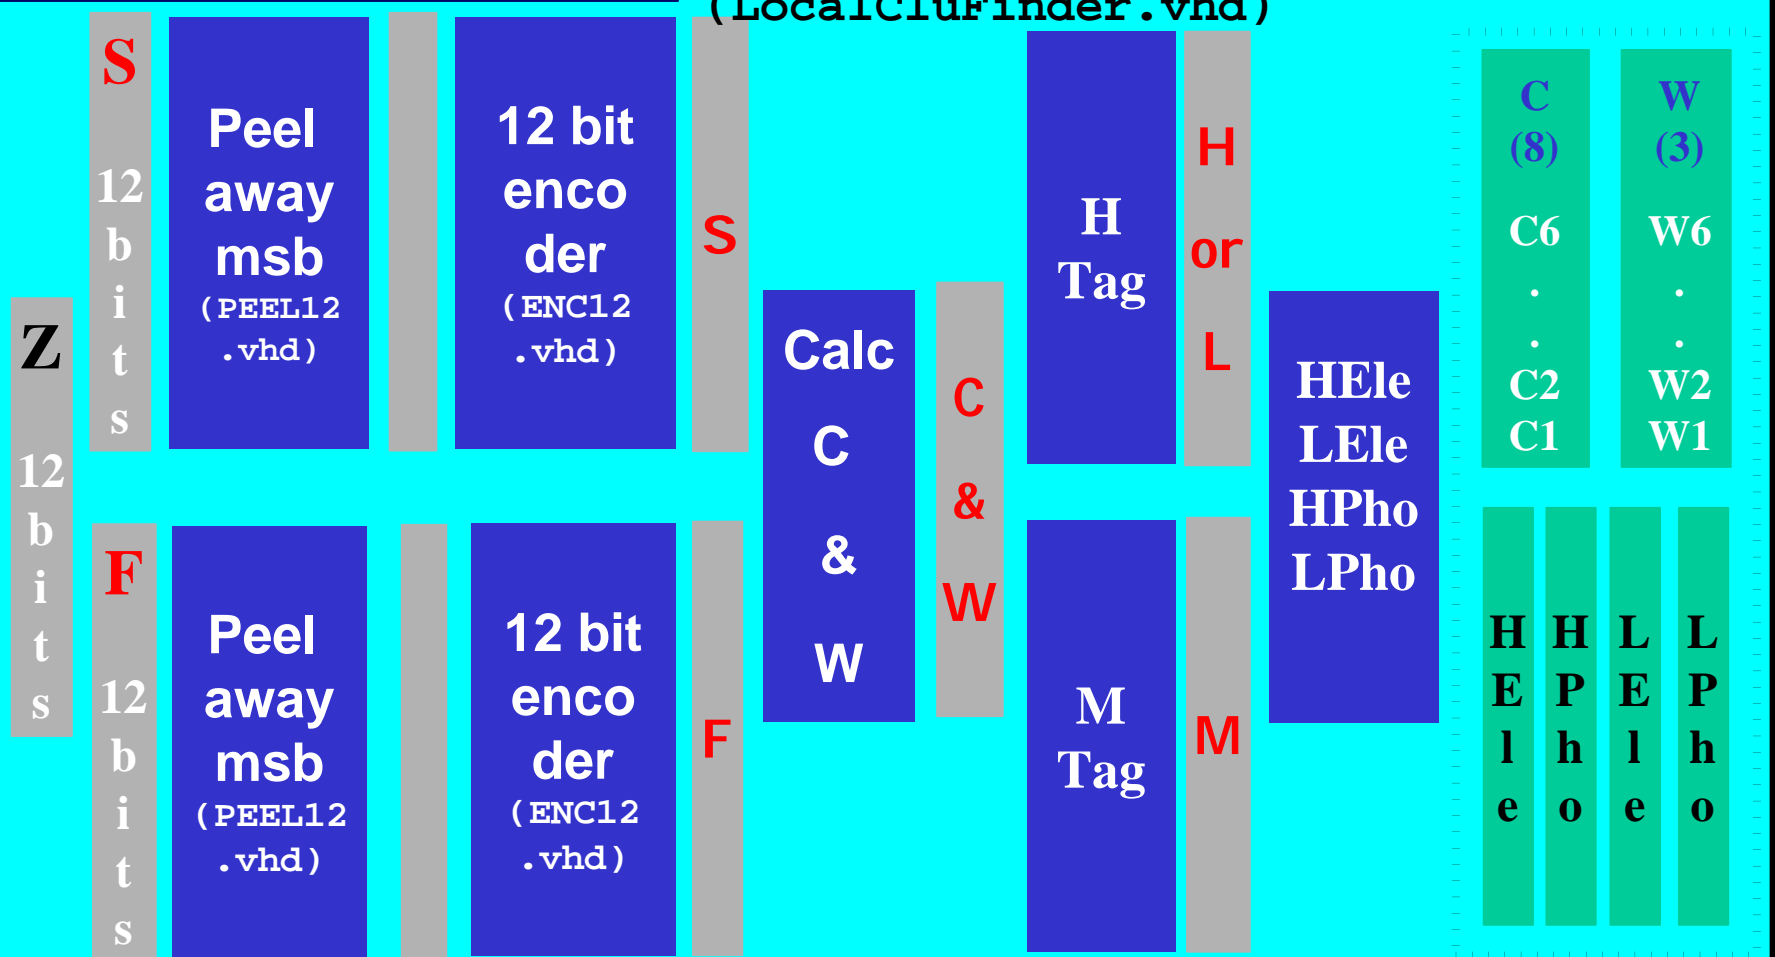 (LocalCluFinder.vhd)
Z
12
b
i
t
s
S
12
b
i
t
s
Peel
away
msb
(PEEL12
.vhd)
12 bit
enco
der
(ENC12
.vhd)
S
F
12
b
i
t
s
Peel
away
msb
(PEEL12
.vhd)
12 bit
enco
der
(ENC12
.vhd)
F
Calc
C
&
W
C
&
W
H
Tag
H
or
L
M
Tag
M
HEle
LEle
HPho
LPho
C
(8)
C6
.
.
C2
C1
W
(3)
W6
.
.
W2
W1
H
E
l
e
H
P
h
o
L
E
l
e
L
P
h
o